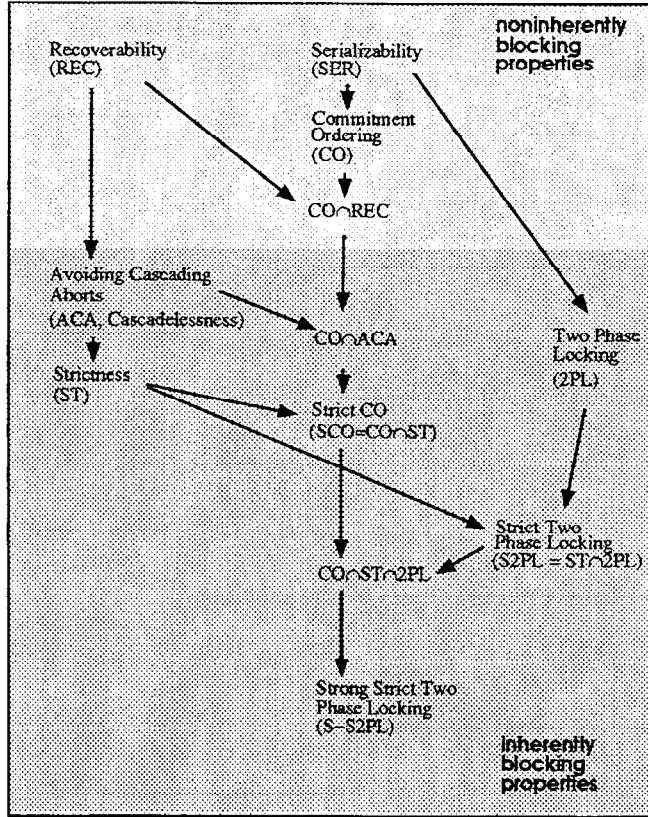 noninherently
blocking
properties
Recoverability
(REC)
Serializability
(SER)
Commitment
Ordering
(CO)
CO∩REC
Avoiding Cascading
Aborts
(ACA, Cascadelessness)
CO∩ACA
Two Phase
Locking
(2PL)
Strictness
(ST)
Strict CO
(SCO=CO∩ST)
Strict Two
Phase Locking
(S2PL = ST∩2PL)
CO∩ST∩2PL
Strong Strict Two
Phase Locking
(S-S2PL)
inherently
blocking
properties